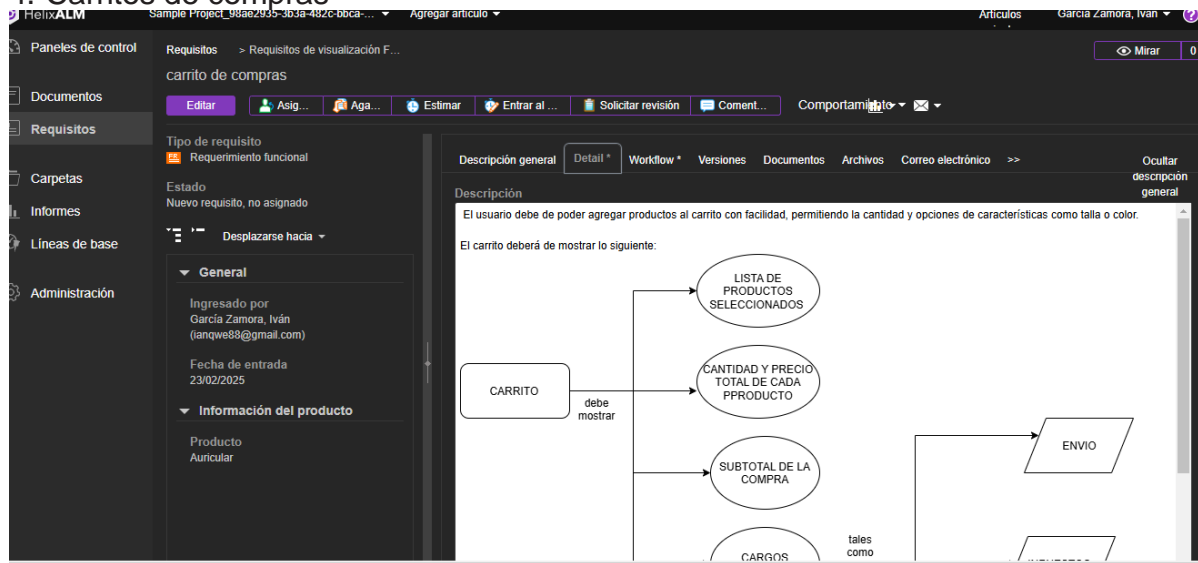 4. Carritos de compras
HelixALM
Sample Project_98ae2935-3b3a-482c-bbca-...
Agregar artículo
Artículos
García Zamora, Iván
Paneles de control
Documentos
Requisitos
Carpetas
Informes
Líneas de base
Administración
Requisitos > Requisitos de visualización F...
Mirar 0
carrito de compras
Editar
Asig...
Aga...
Estimar
Entrar al ...
Solicitar revisión
Coment...
Comportamiento
Tipo de requisito
Requerimiento funcional
Estado
Nuevo requisito, no asignado
Desplazarse hacia
General
Ingresado por
García Zamora, Iván
(ianqwe88@gmail.com)
Fecha de entrada
23/02/2025
Información del producto
Producto
Auricular
Descripción general
Detail *
Workflow *
Versiones
Documentos
Archivos
Correo electrónico
>>
Ocultar
descripción
general
Descripción
El usuario debe de poder agregar productos al carrito con facilidad, permitiendo la cantidad y opciones de características como talla o color.
El carrito deberá de mostrar lo siguiente:
LISTA DE
PRODUCTOS
SELECCIONADOS
CARRITO
debe
mostrar
CANTIDAD Y PRECIO
TOTAL DE CADA
PPRODUCTO
SUBTOTAL DE LA
COMPRA
ENVIO
CARGOS
tales
como